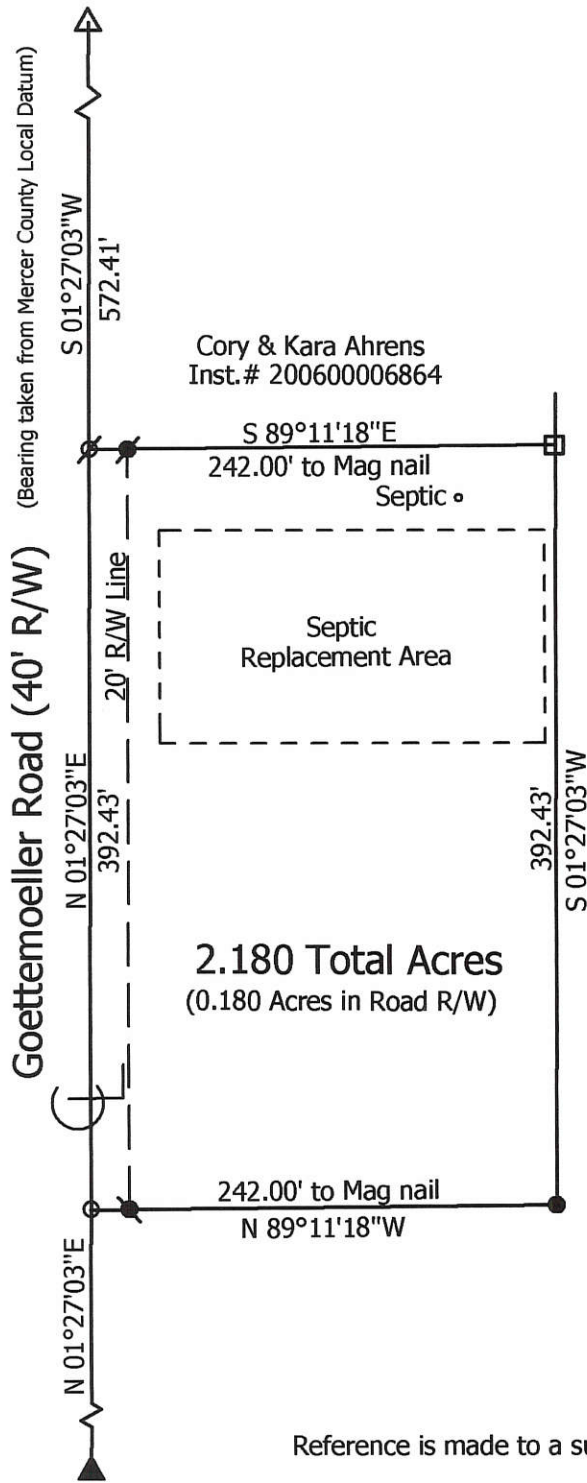 (Bearing taken from Mercer County Local Datum)
S 01°27'03"W
572.41'
Cory & Kara Ahrens
Inst.# 200600006864
S 89°11'18"E
242.00' to Mag nail
Septic
Goettemoeller Road (40' R/W)
20' R/W Line
Septic
Replacement Area
N 01°27'03"E
392.43'
392.43'
S 01°27'03"W
2.180 Total Acres
(0.180 Acres in Road R/W)
242.00' to Mag nail
N 89°11'18"W
N 01°27'03"E
Reference is made to a su